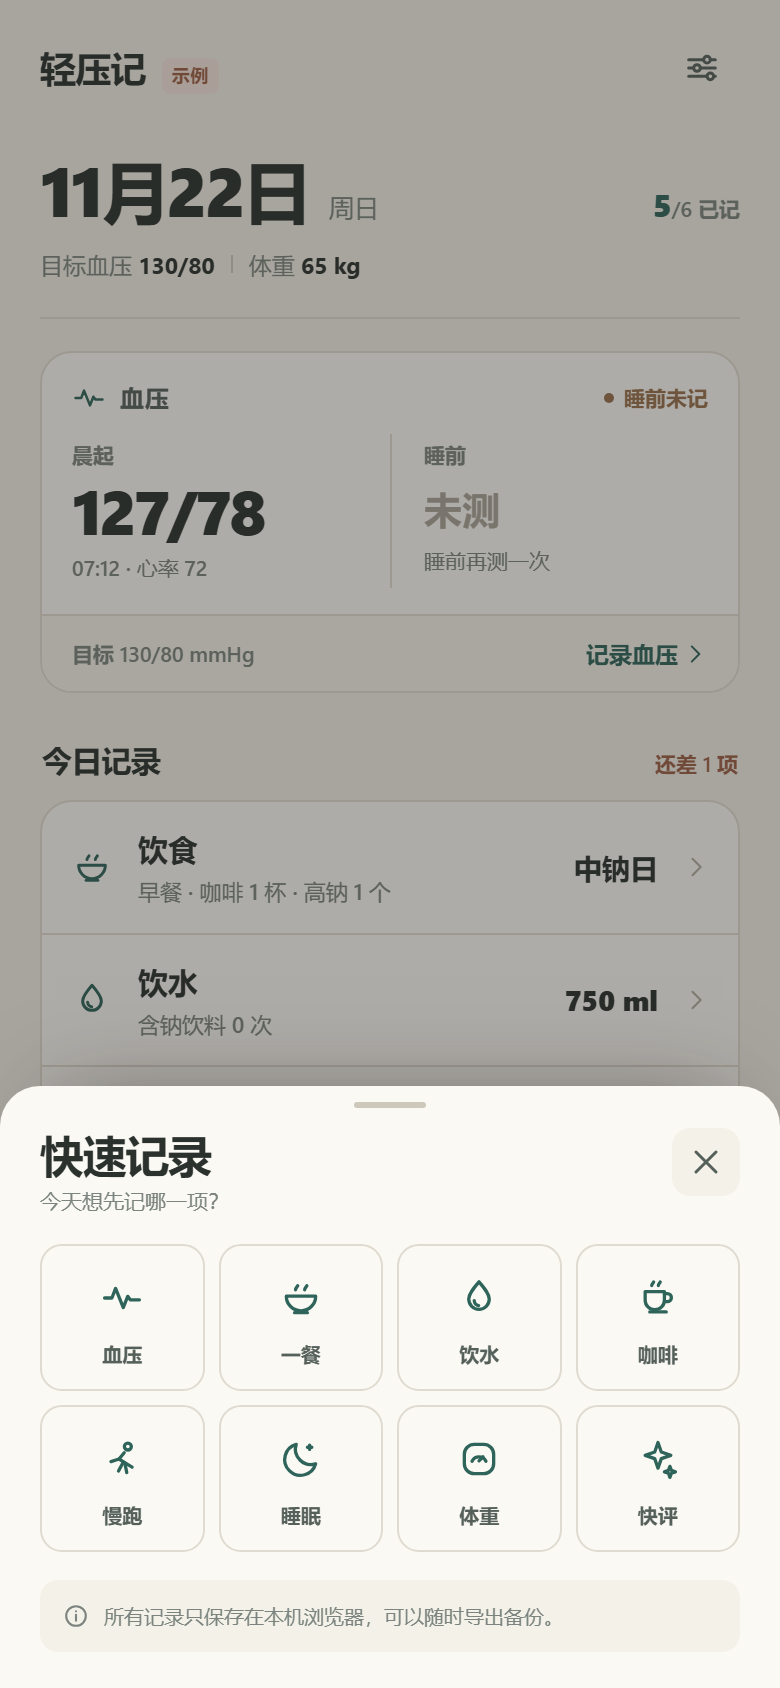 轻压记 示例
11月22日 周日 5/6 已记
目标血压 130/80 | 体重 65 kg
血压 睡前未记
晨起 睡前
127/78 未测
07:12 · 心率 72 睡前再测一次
目标 130/80 mmHg 记录血压
今日记录 还差 1 项
饮食 中钠日
早餐 · 咖啡 1 杯 · 高钠 1 个
饮水 750 ml
含钠饮料 0 次
快速记录
今天想先记哪一项?
血压 一餐 饮水 咖啡
慢跑 睡眠 体重 快评
所有记录只保存在本机浏览器，可以随时导出备份。